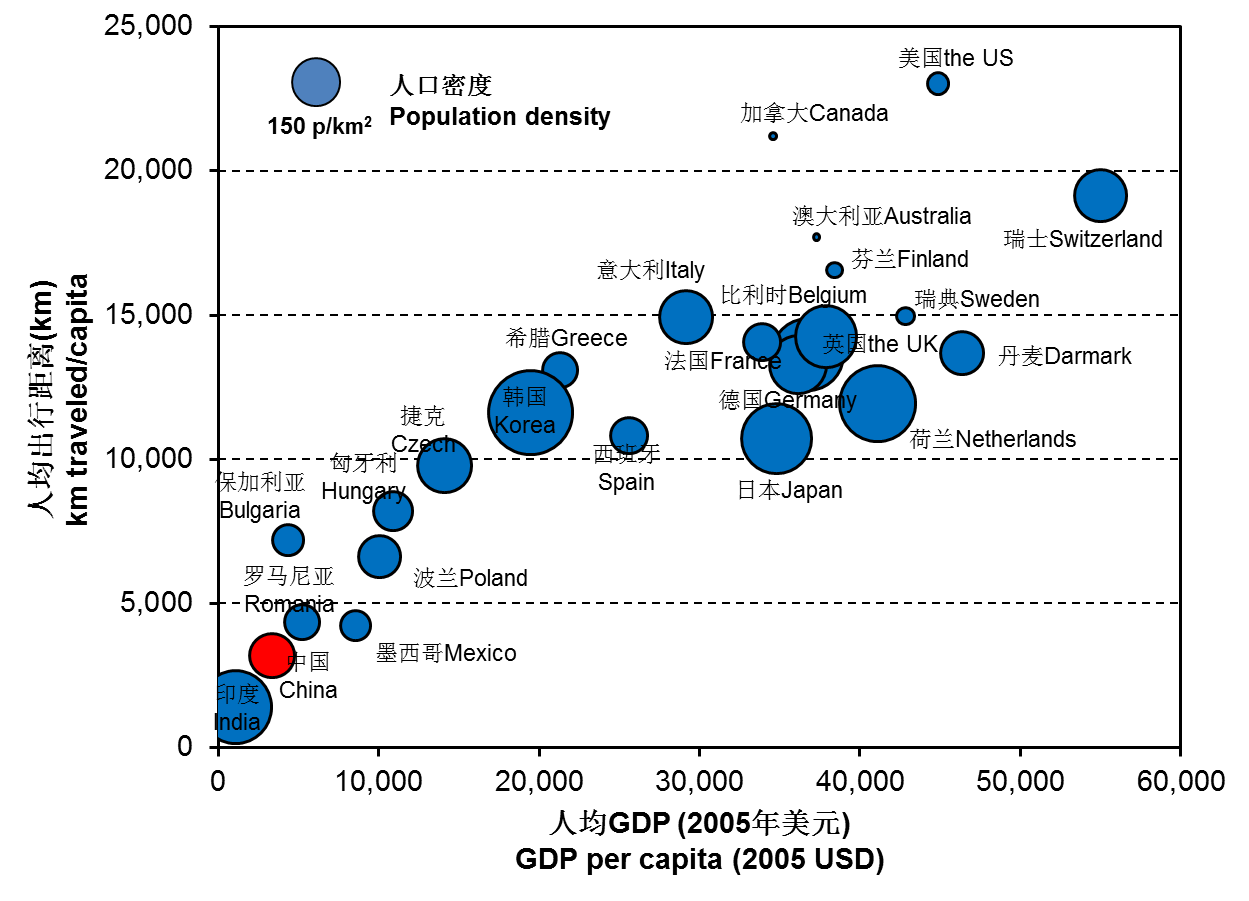 25,000
20,000
15,000
10,000
5,000
0
人均出行距离(km)
km traveled/capita
150 p/km²
人口密度
Population density
美国the US
加拿大Canada
瑞士Switzerland
澳大利亚Australia
芬兰Finland
意大利Italy
比利时Belgium
瑞典Sweden
希腊Greece
法国France
英国the UK
丹麦Darmark
韩国
Korea
德国Germany
捷克
Czech
荷兰Netherlands
西班牙
Spain
日本Japan
匈牙利
Hungary
保加利亚
Bulgaria
罗马尼亚
Romania
波兰Poland
墨西哥Mexico
中国
China
印度
India
0
10,000
20,000
30,000
40,000
50,000
60,000
人均GDP (2005年美元)
GDP per capita (2005 USD)